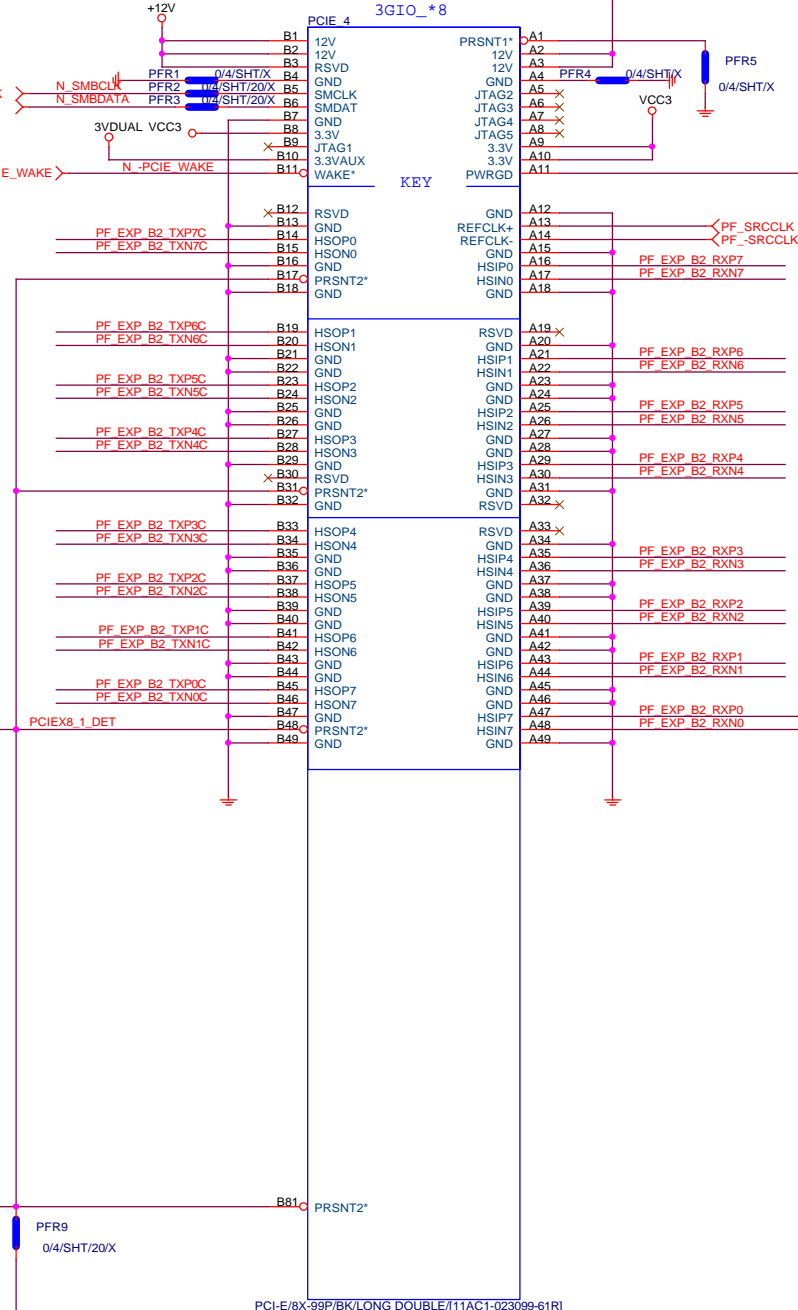 +12V
3GIO_*8
PCIE_4
B1 12V PRSNT1* A1
B2 12V 12V A2
B3 RSVD 12V A3
PFR1 0/4/SHT/X B4 GND GND A4 PFR4 0/4/SHT/X
PFR5
0/4/SHT/X
N_SMBCLK PFR2 0/4/SHT/20/X B5 SMCLK JTAG2 A5
N_SMBDATA PFR3 0/4/SHT/20/X B6 SMDAT JTAG3 A6
VCC3
B7 GND JTAG4 A7
3VDUAL VCC3 B8 3.3V JTAG5 A8
B9 JTAG1 3.3V A9
B10 3.3VAUX 3.3V A10
E_WAKE N_-PCIE_WAKE B11 WAKE* PWRGD A11
KEY
B12 RSVD GND A12
B13 GND REFCLK+ A13 PF_SRCCLK
PF_EXP_B2_TXP7C B14 HSOP0 REFCLK- A14 PF_-SRCCLK
PF_EXP_B2_TXN7C B15 HSON0 GND A15
B16 GND HSIP0 A16 PF_EXP_B2_RXP7
B17 PRSNT2* HSIN0 A17 PF_EXP_B2_RXN7
B18 GND GND A18
PF_EXP_B2_TXP6C B19 HSOP1 RSVD A19
PF_EXP_B2_TXN6C B20 HSON1 GND A20
B21 GND HSIP1 A21 PF_EXP_B2_RXP6
B22 GND HSIN1 A22 PF_EXP_B2_RXN6
PF_EXP_B2_TXP5C B23 HSOP2 GND A23
PF_EXP_B2_TXN5C B24 HSON2 GND A24
B25 GND HSIP2 A25 PF_EXP_B2_RXP5
B26 GND HSIN2 A26 PF_EXP_B2_RXN5
PF_EXP_B2_TXP4C B27 HSOP3 GND A27
PF_EXP_B2_TXN4C B28 HSON3 GND A28
B29 GND HSIP3 A29 PF_EXP_B2_RXP4
B30 RSVD HSIN3 A30 PF_EXP_B2_RXN4
B31 PRSNT2* GND A31
B32 GND RSVD A32
PF_EXP_B2_TXP3C B33 HSOP4 RSVD A33
PF_EXP_B2_TXN3C B34 HSON4 GND A34
B35 GND HSIP4 A35 PF_EXP_B2_RXP3
B36 GND HSIN4 A36 PF_EXP_B2_RXN3
PF_EXP_B2_TXP2C B37 HSOP5 GND A37
PF_EXP_B2_TXN2C B38 HSON5 GND A38
B39 GND HSIP5 A39 PF_EXP_B2_RXP2
B40 GND HSIN5 A40 PF_EXP_B2_RXN2
PF_EXP_B2_TXP1C B41 HSOP6 GND A41
PF_EXP_B2_TXN1C B42 HSON6 GND A42
B43 GND HSIP6 A43 PF_EXP_B2_RXP1
B44 GND HSIN6 A44 PF_EXP_B2_RXN1
PF_EXP_B2_TXP0C B45 HSOP7 GND A45
PF_EXP_B2_TXN0C B46 HSON7 GND A46
B47 GND HSIP7 A47 PF_EXP_B2_RXP0
PCIEX8_1_DET B48 PRSNT2* HSIN7 A48 PF_EXP_B2_RXN0
B49 GND GND A49
B81 PRSNT2*
PFR9
0/4/SHT/20/X
PCI-E/8X-99P/BK/LONG DOUBLE/[11AC1-023099-61R]